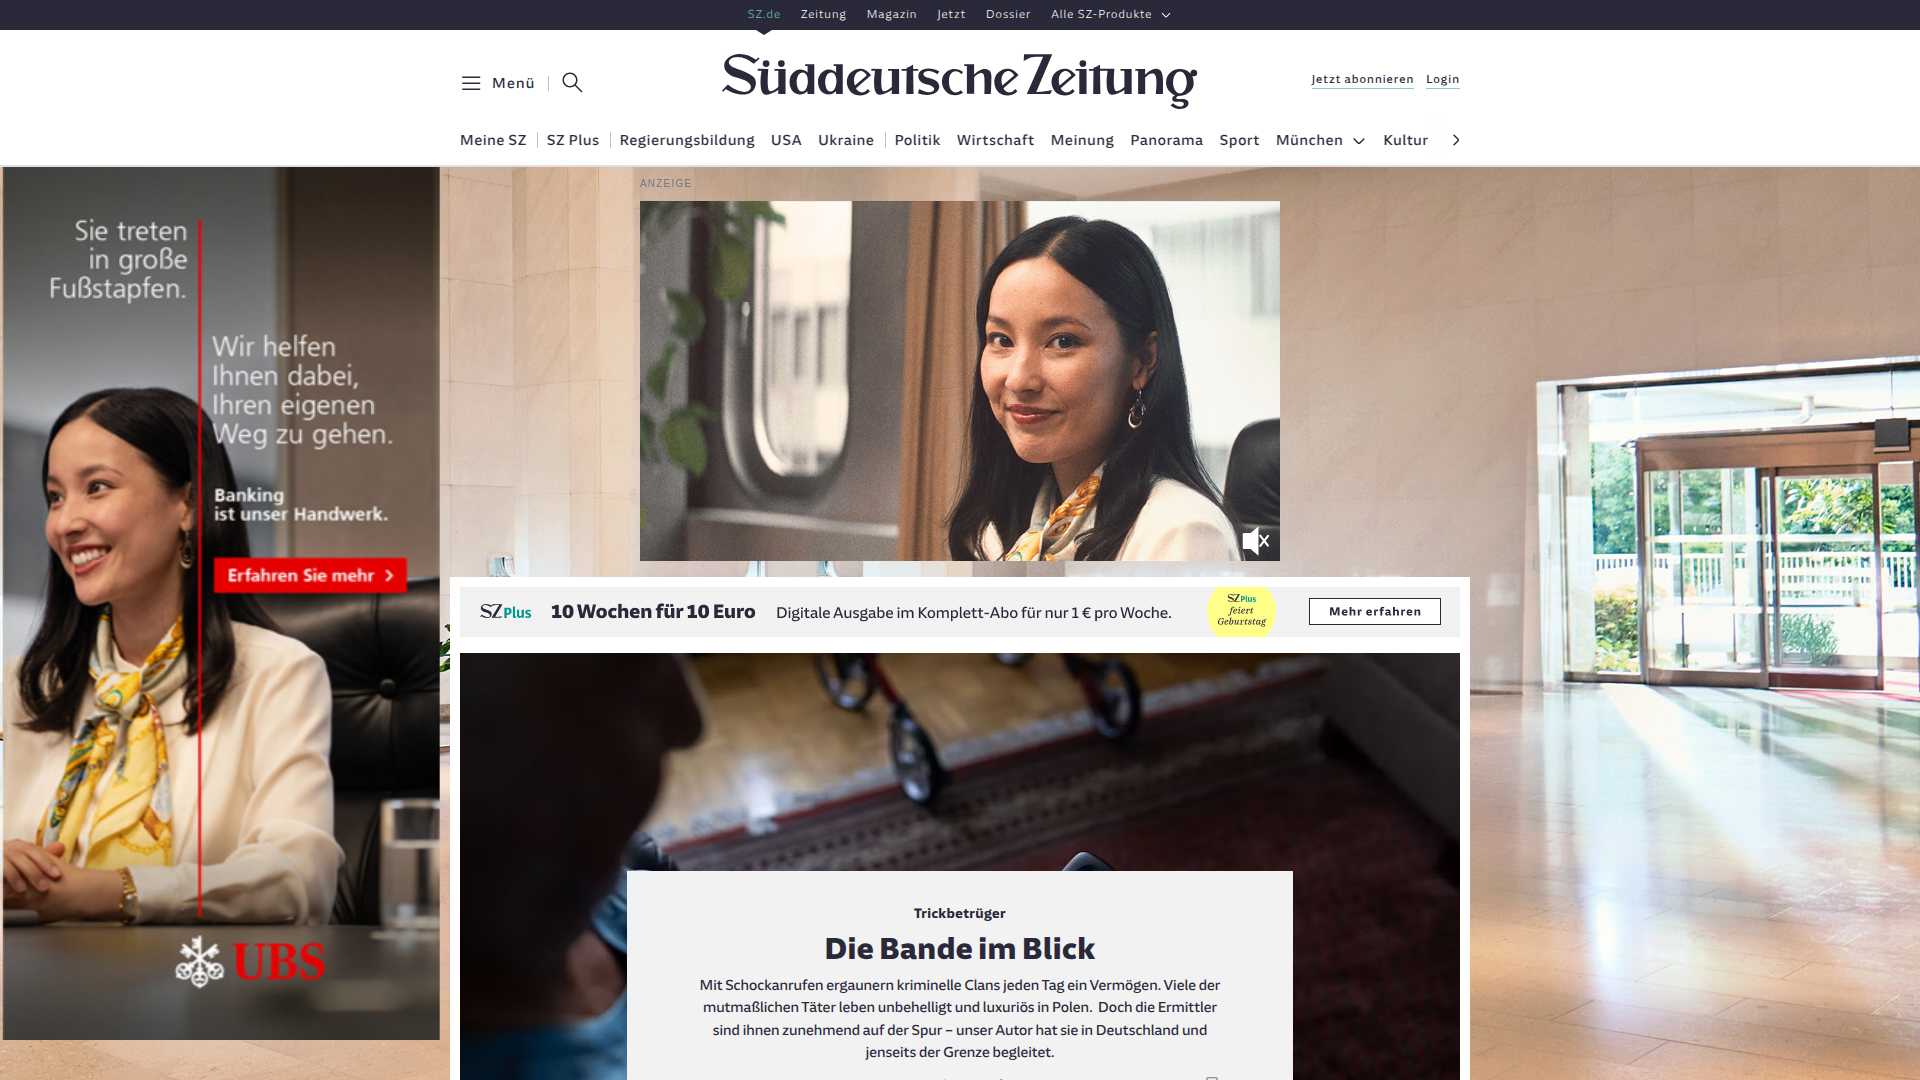 SZ.de Zeitung Magazin Jetzt Dossier Alle SZ-Produkte
Menü
Süddeutsche Zeitung
Jetzt abonnieren Login
Meine SZ SZ Plus Regierungsbildung USA Ukraine Politik Wirtschaft Meinung Panorama Sport München Kultur
Sie treten
in große
Fußstapfen.
Wir helfen
Ihnen dabei,
Ihren eigenen
Weg zu gehen.
Banking
ist unser Handwerk.
Erfahren Sie mehr
UBS
ANZEIGE
SZ Plus 10 Wochen für 10 Euro Digitale Ausgabe im Komplett-Abo für nur 1 € pro Woche.
SZ Plus
feiert
Geburtstag
Mehr erfahren
Trickbetrüger
Die Bande im Blick
Mit Schockanrufen ergaunern kriminelle Clans jeden Tag ein Vermögen. Viele der
mutmaßlichen Täter leben unbehelligt und luxuriös in Polen. Doch die Ermittler
sind ihnen zunehmend auf der Spur – unser Autor hat sie in Deutschland und
jenseits der Grenze begleitet.